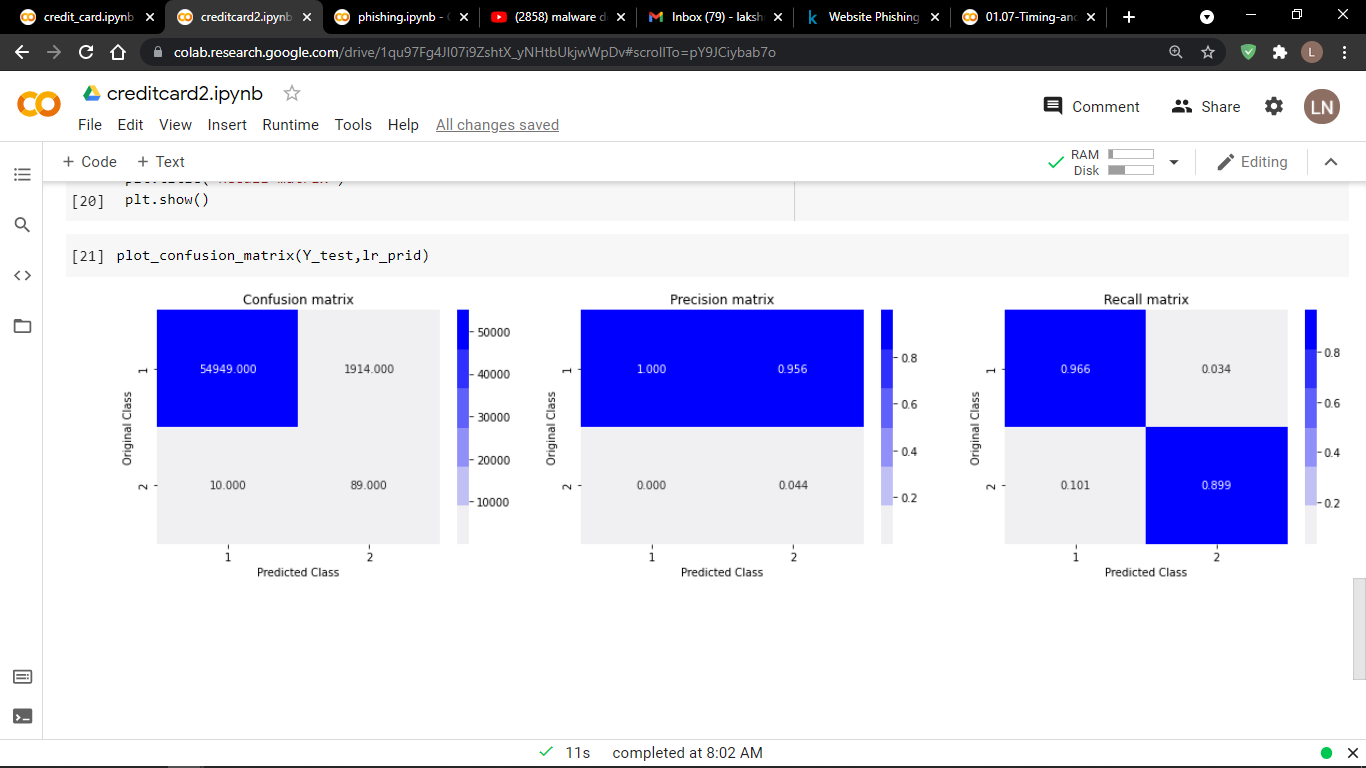 credit_card.ipynb
creditcard2.ipynb
phishing.ipynb -
(2858) malware d
Inbox (79) - laksh
Website Phishing
01.07-Timing-and
colab.research.google.com/drive/1qu97Fg4Jl07i9ZshtX_yNHtbUkjwWpDv#scrollTo=pY9JCiybab7o
L
CO
creditcard2.ipynb
Comment
Share
LN
File Edit View Insert Runtime Tools Help All changes saved
+ Code + Text
RAM
Disk
Editing
[20] plt.show()
[21] plot_confusion_matrix(Y_test,lr_prid)
Confusion matrix
Original Class
1
2
54949.000 1914.000
10.000 89.000
1 2
Predicted Class
50000
40000
30000
20000
10000
Precision matrix
Original Class
1
2
1.000 0.956
0.000 0.044
1 2
Predicted Class
0.8
0.6
0.4
0.2
Recall matrix
Original Class
1
2
0.966 0.034
0.101 0.899
1 2
Predicted Class
0.8
0.6
0.4
0.2
11s completed at 8:02 AM